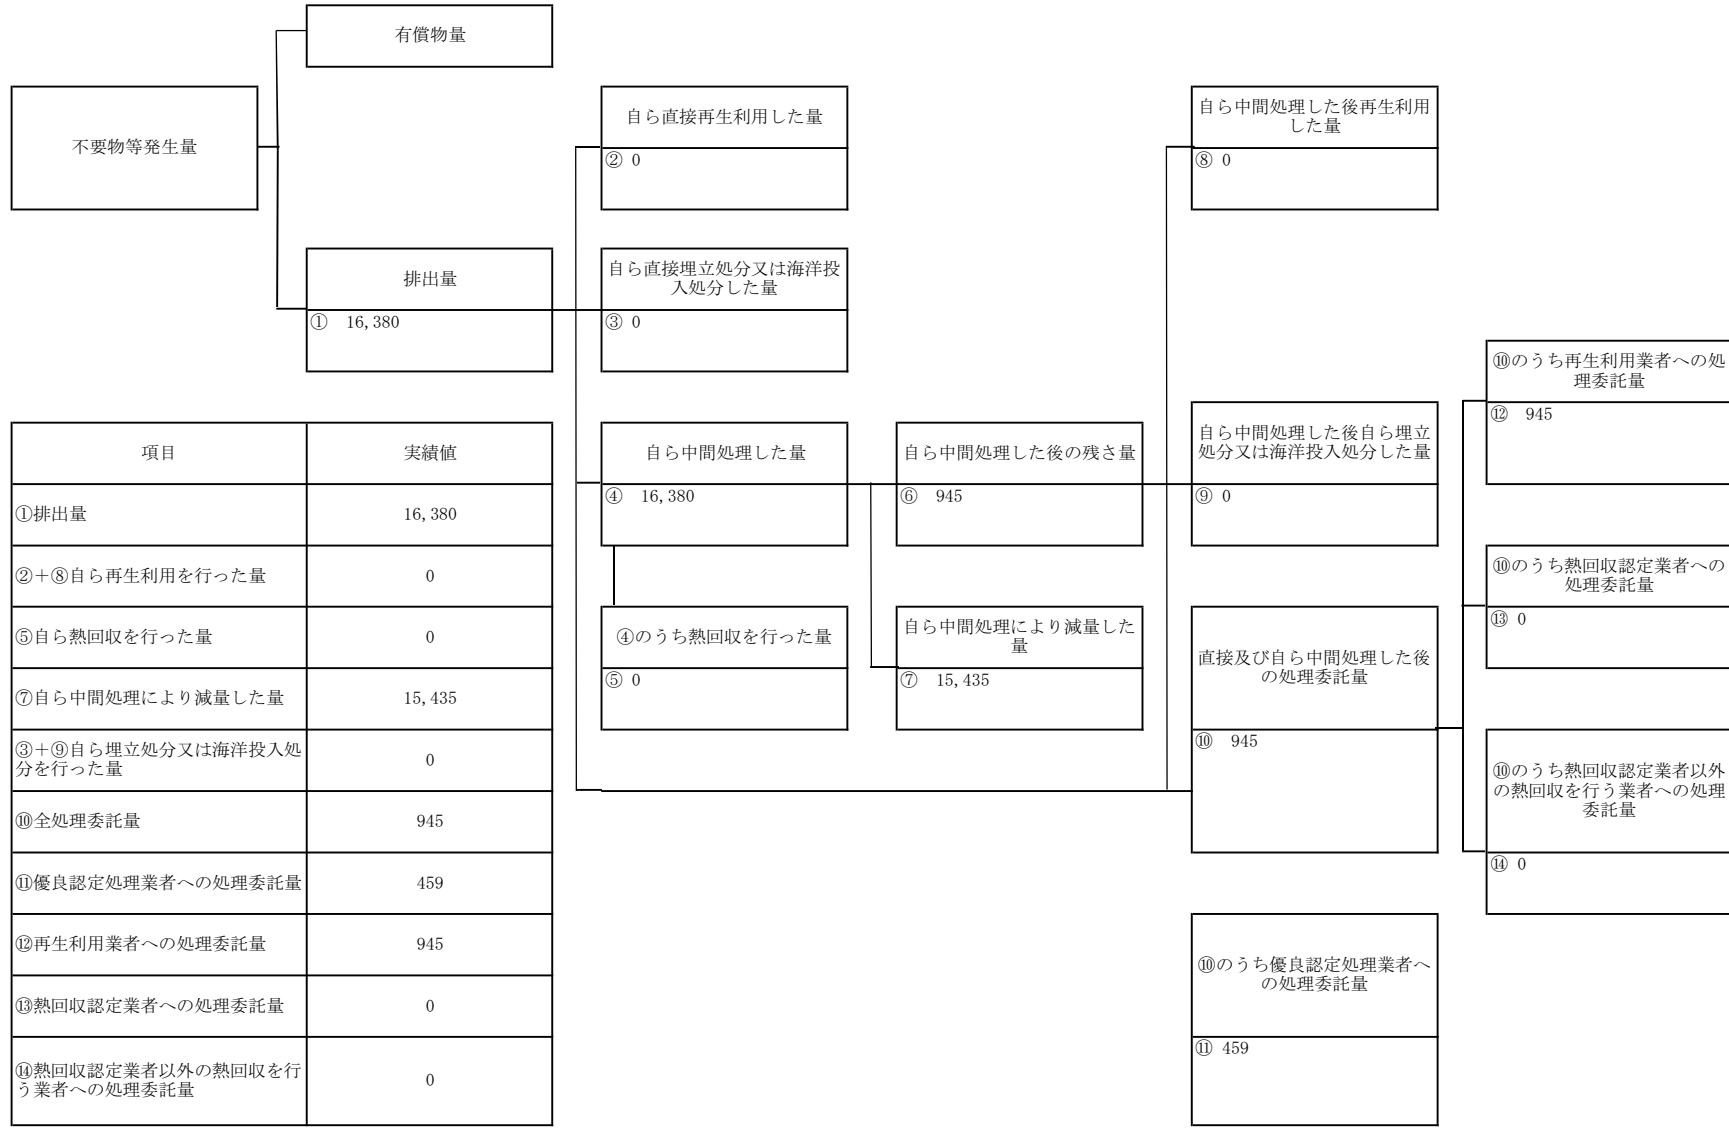 有償物量
不要物等発生量
自ら直接再生利用した量
② 0
自ら中間処理した後再生利用
した量
⑧ 0
排出量
① 16,380
自ら直接埋立処分又は海洋投
入処分した量
③ 0
⑩のうち再生利用業者への処
理委託量
⑫ 945
項目 実績値
①排出量 16,380
②＋⑧自ら再生利用を行った量 0
⑤自ら熱回収を行った量 0
⑦自ら中間処理により減量した量 15,435
③＋⑨自ら埋立処分又は海洋投入処
分を行った量 0
⑩全処理委託量 945
⑪優良認定処理業者への処理委託量 459
⑫再生利用業者への処理委託量 945
⑬熱回収認定業者への処理委託量 0
⑭熱回収認定業者以外の熱回収を行
う業者への処理委託量 0
自ら中間処理した量
④ 16,380
自ら中間処理した後の残さ量
⑥ 945
自ら中間処理した後自ら埋立
処分又は海洋投入処分した量
⑨ 0
④のうち熱回収を行った量
⑤ 0
自ら中間処理により減量した
量
⑦ 15,435
直接及び自ら中間処理した後
の処理委託量
⑩ 945
⑩のうち熱回収認定業者への
処理委託量
⑬ 0
⑩のうち熱回収認定業者以外
の熱回収を行う業者への処理
委託量
⑭ 0
⑩のうち優良認定処理業者へ
の処理委託量
⑪ 459